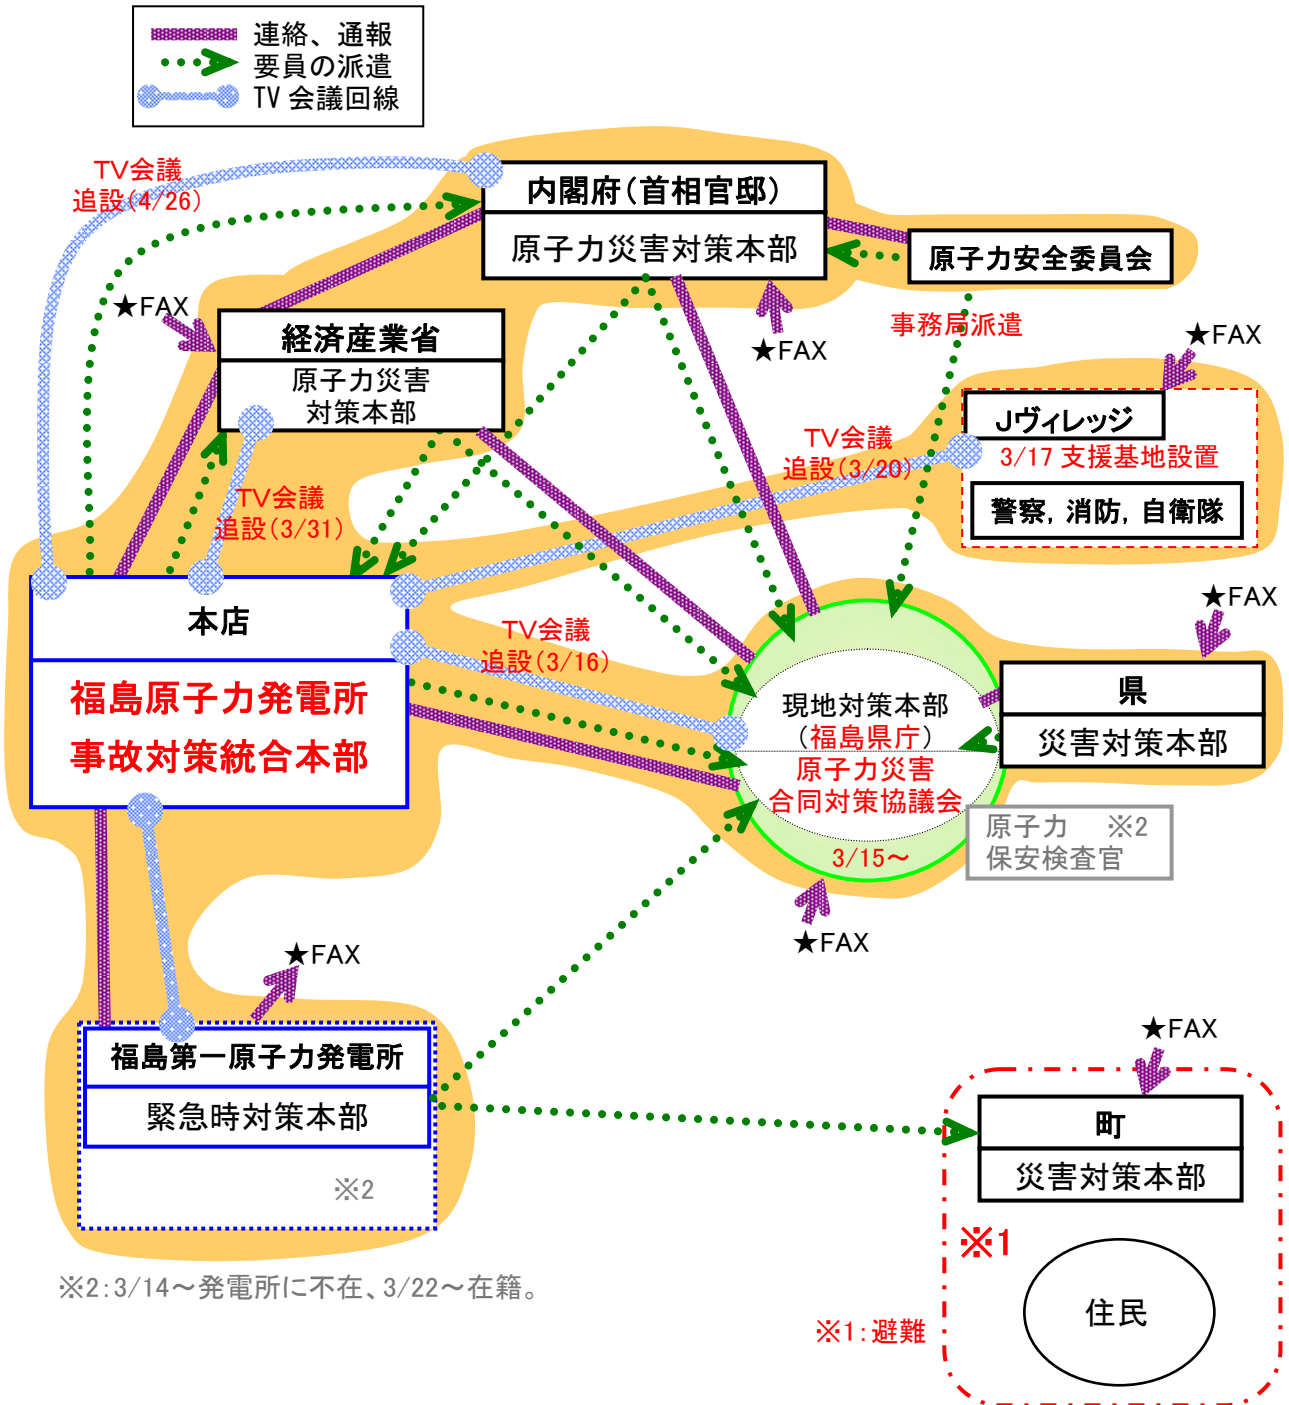 連絡、通報
要員の派遣
TV 会議回線
TV会議
追設(4/26)
内閣府(首相官邸)
原子力災害対策本部
原子力安全委員会
★FAX
経済産業省
原子力災害
対策本部
★FAX
事務局派遣
★FAX
Jヴィレッジ
3/17 支援基地設置
警察,消防,自衛隊
TV会議
追設(3/20)
TV会議
追設(3/31)
本店
福島原子力発電所
事故対策統合本部
TV会議
追設(3/16)
★FAX
県
災害対策本部
現地対策本部
(福島県庁)
原子力災害
合同対策協議会
3/15～
原子力 ※2
保安検査官
★FAX
★FAX
福島第一原子力発電所
緊急時対策本部
※2
★FAX
町
災害対策本部
※1
住民
※2:3/14～発電所に不在、3/22～在籍。
※1:避難